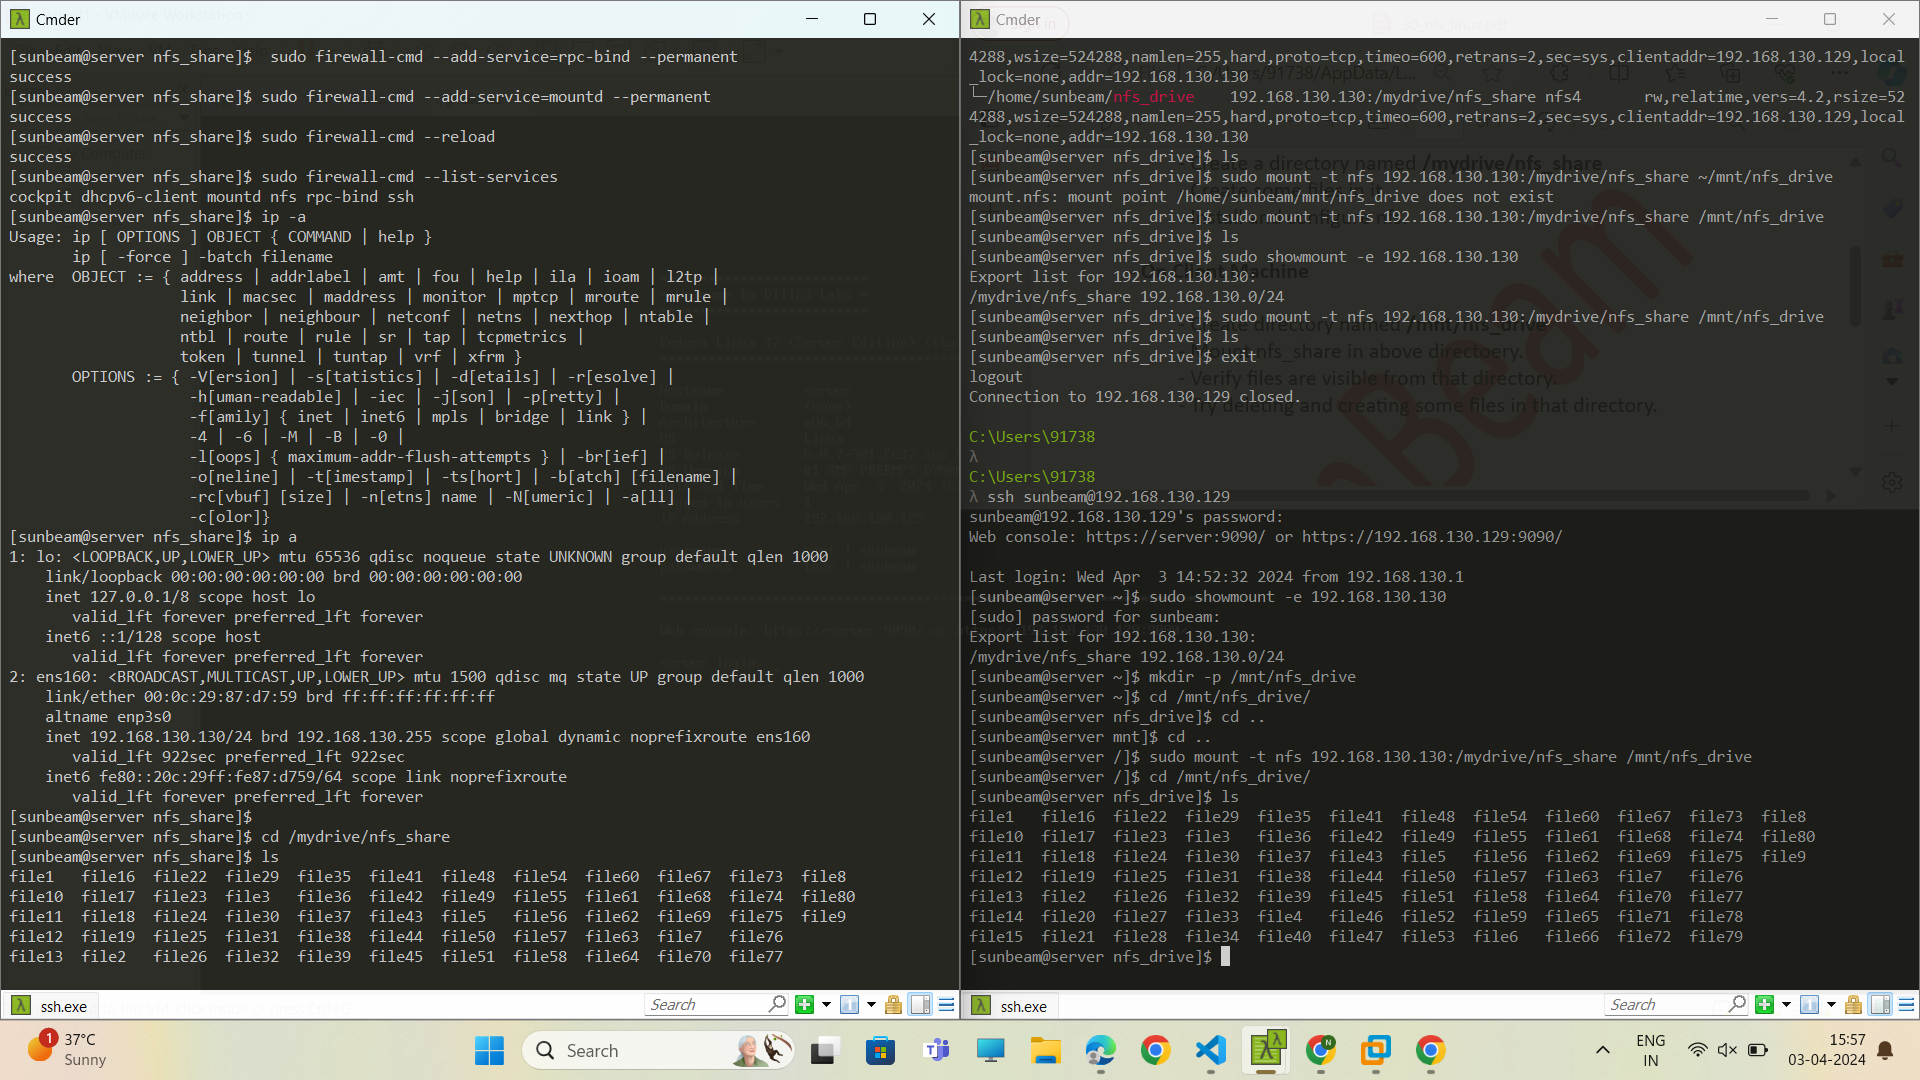 Cmder
[sunbeam@server nfs_share]$  sudo firewall-cmd --add-service=rpc-bind --permanent
success
[sunbeam@server nfs_share]$ sudo firewall-cmd --add-service=mountd --permanent
success
[sunbeam@server nfs_share]$ sudo firewall-cmd --reload
success
[sunbeam@server nfs_share]$ sudo firewall-cmd --list-services
cockpit dhcpv6-client mountd nfs rpc-bind ssh
[sunbeam@server nfs_share]$ ip -a
Usage: ip [ OPTIONS ] OBJECT { COMMAND | help }
       ip [ -force ] -batch filename
where  OBJECT := { address | addrlabel | amt | fou | help | ila | ioam | l2tp |
                   link | macsec | maddress | monitor | mptcp | mroute | mrule |
                   neighbor | neighbour | netconf | netns | nexthop | ntable |
                   ntbl | route | rule | sr | tap | tcpmetrics |
                   token | tunnel | tuntap | vrf | xfrm }
       OPTIONS := { -V[ersion] | -s[tatistics] | -d[etails] | -r[esolve] |
                    -h[uman-readable] | -iec | -j[son] | -p[retty] |
                    -f[amily] { inet | inet6 | mpls | bridge | link } |
                    -4 | -6 | -M | -B | -0 |
                    -l[oops] { maximum-addr-flush-attempts } | -br[ief] |
                    -o[neline] | -t[imestamp] | -ts[hort] | -b[atch] [filename] |
                    -rc[vbuf] [size] | -n[etns] name | -N[umeric] | -a[ll] |
                    -c[olor]}
[sunbeam@server nfs_share]$ ip a
1: lo: <LOOPBACK,UP,LOWER_UP> mtu 65536 qdisc noqueue state UNKNOWN group default qlen 1000
    link/loopback 00:00:00:00:00:00 brd 00:00:00:00:00:00
    inet 127.0.0.1/8 scope host lo
       valid_lft forever preferred_lft forever
    inet6 ::1/128 scope host
       valid_lft forever preferred_lft forever
2: ens160: <BROADCAST,MULTICAST,UP,LOWER_UP> mtu 1500 qdisc mq state UP group default qlen 1000
    link/ether 00:0c:29:87:d7:59 brd ff:ff:ff:ff:ff:ff
    altname enp3s0
    inet 192.168.130.130/24 brd 192.168.130.255 scope global dynamic noprefixroute ens160
       valid_lft 922sec preferred_lft 922sec
    inet6 fe80::20c:29ff:fe87:d759/64 scope link noprefixroute
       valid_lft forever preferred_lft forever
[sunbeam@server nfs_share]$
[sunbeam@server nfs_share]$ cd /mydrive/nfs_share
[sunbeam@server nfs_share]$ ls
file1   file16  file22  file29  file35  file41  file48  file54  file60  file67  file73  file8
file10  file17  file23  file3   file36  file42  file49  file55  file61  file68  file74  file80
file11  file18  file24  file30  file37  file43  file5   file56  file62  file69  file75  file9
file12  file19  file25  file31  file38  file44  file50  file57  file63  file7   file76
file13  file2   file26  file32  file39  file45  file51  file58  file64  file70  file77
ssh.exe
Search
Cmder
4288,wsize=524288,namlen=255,hard,proto=tcp,timeo=600,retrans=2,sec=sys,clientaddr=192.168.130.129,local
_lock=none,addr=192.168.130.130
└─/home/sunbeam/nfs_drive    192.168.130.130:/mydrive/nfs_share nfs4       rw,relatime,vers=4.2,rsize=52
4288,wsize=524288,namlen=255,hard,proto=tcp,timeo=600,retrans=2,sec=sys,clientaddr=192.168.130.129,local
_lock=none,addr=192.168.130.130
[sunbeam@server nfs_drive]$ ls
[sunbeam@server nfs_drive]$ sudo mount -t nfs 192.168.130.130:/mydrive/nfs_share ~/mnt/nfs_drive
mount.nfs: mount point /home/sunbeam/mnt/nfs_drive does not exist
[sunbeam@server nfs_drive]$ sudo mount -t nfs 192.168.130.130:/mydrive/nfs_share /mnt/nfs_drive
[sunbeam@server nfs_drive]$ ls
[sunbeam@server nfs_drive]$ sudo showmount -e 192.168.130.130
Export list for 192.168.130.130:
/mydrive/nfs_share 192.168.130.0/24
[sunbeam@server nfs_drive]$ sudo mount -t nfs 192.168.130.130:/mydrive/nfs_share /mnt/nfs_drive
[sunbeam@server nfs_drive]$ ls
[sunbeam@server nfs_drive]$ exit
logout
Connection to 192.168.130.129 closed.
C:\Users\91738
λ
C:\Users\91738
λ ssh sunbeam@192.168.130.129
sunbeam@192.168.130.129's password:
Web console: https://server:9090/ or https://192.168.130.129:9090/
Last login: Wed Apr  3 14:52:32 2024 from 192.168.130.1
[sunbeam@server ~]$ sudo showmount -e 192.168.130.130
[sudo] password for sunbeam:
Export list for 192.168.130.130:
/mydrive/nfs_share 192.168.130.0/24
[sunbeam@server ~]$ mkdir -p /mnt/nfs_drive
[sunbeam@server ~]$ cd /mnt/nfs_drive/
[sunbeam@server nfs_drive]$ cd ..
[sunbeam@server mnt]$ cd ..
[sunbeam@server /]$ sudo mount -t nfs 192.168.130.130:/mydrive/nfs_share /mnt/nfs_drive
[sunbeam@server /]$ cd /mnt/nfs_drive/
[sunbeam@server nfs_drive]$ ls
file1   file16  file22  file29  file35  file41  file48  file54  file60  file67  file73  file8
file10  file17  file23  file3   file36  file42  file49  file55  file61  file68  file74  file80
file11  file18  file24  file30  file37  file43  file5   file56  file62  file69  file75  file9
file12  file19  file25  file31  file38  file44  file50  file57  file63  file7   file76
file13  file2   file26  file32  file39  file45  file51  file58  file64  file70  file77
file14  file20  file27  file33  file4   file46  file52  file59  file65  file71  file78
file15  file21  file28  file34  file40  file47  file53  file6   file66  file72  file79
[sunbeam@server nfs_drive]$
ssh.exe
Search
On Client Machine
- Create directory named /mnt/nfs_drive
- Mount nfs_share in above directoery.
- Verify files are visible from that directory.
- Try deleting and creating some files in that directory.
1
37°C
Sunny
Search
ENG
IN
15:57
03-04-2024